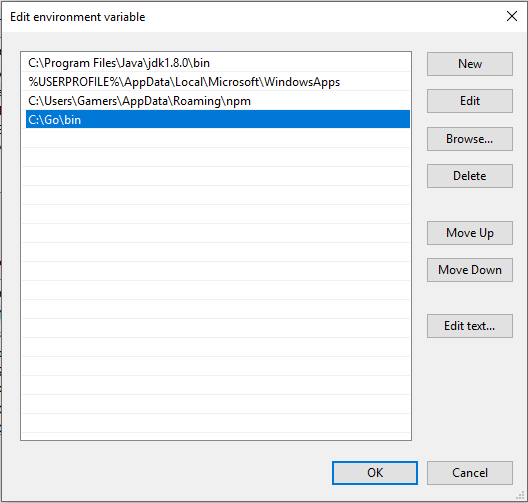 Edit environment variable
C:\Program Files\Java\jdk1.8.0\bin
%USERPROFILE%\AppData\Local\Microsoft\WindowsApps
C:\Users\Gamers\AppData\Roaming\npm
C:\Go\bin
New
Edit
Browse...
Delete
Move Up
Move Down
Edit text...
OK
Cancel